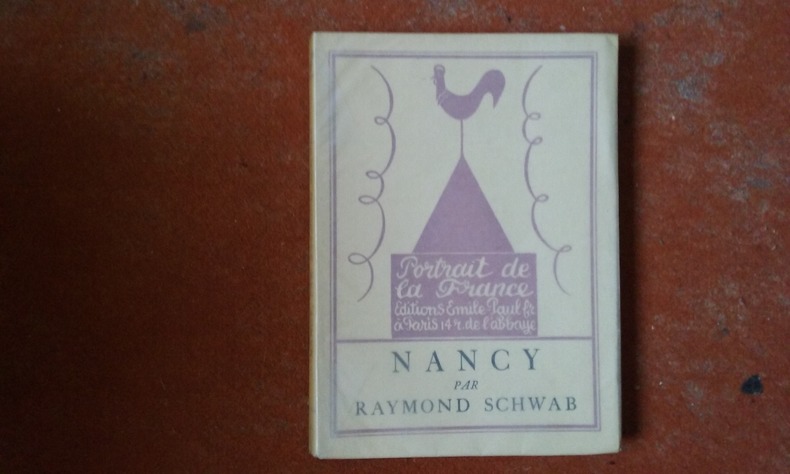 Portrait de
la France
Editions Emile-Paul fr.
à Paris 14 r. de l'abbaye
NANCY
PAR
RAYMOND SCHWAB